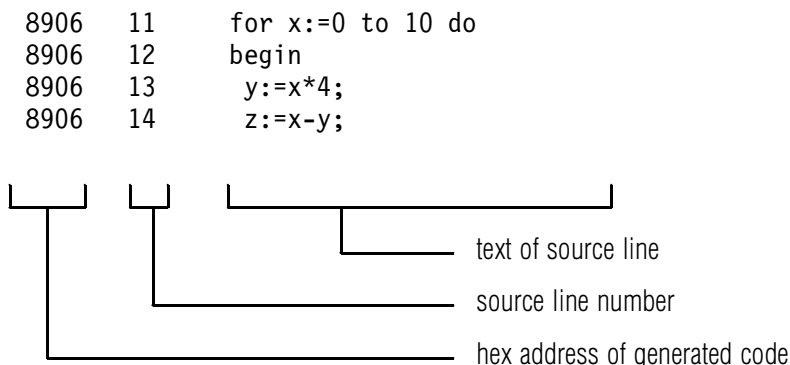 8906 11 for x:=0 to 10 do
8906 12 begin
8906 13 y:=x*4;
8906 14 z:=x-y;
text of source line
source line number
hex address of generated code